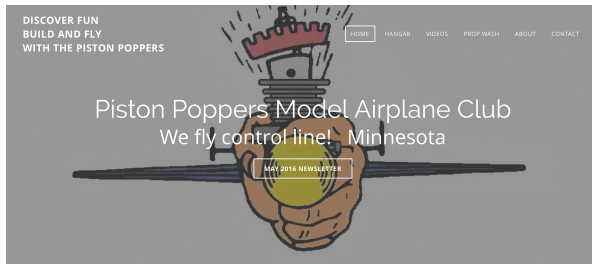 DISCOVER FUN
BUILD AND FLY
WITH THE PISTON POPPERS
HOME HANGAR VIDEOS PROP WASH ABOUT CONTACT
Piston Poppers Model Airplane Club
We fly control line! Minnesota
MAY 2016 NEWSLETTER